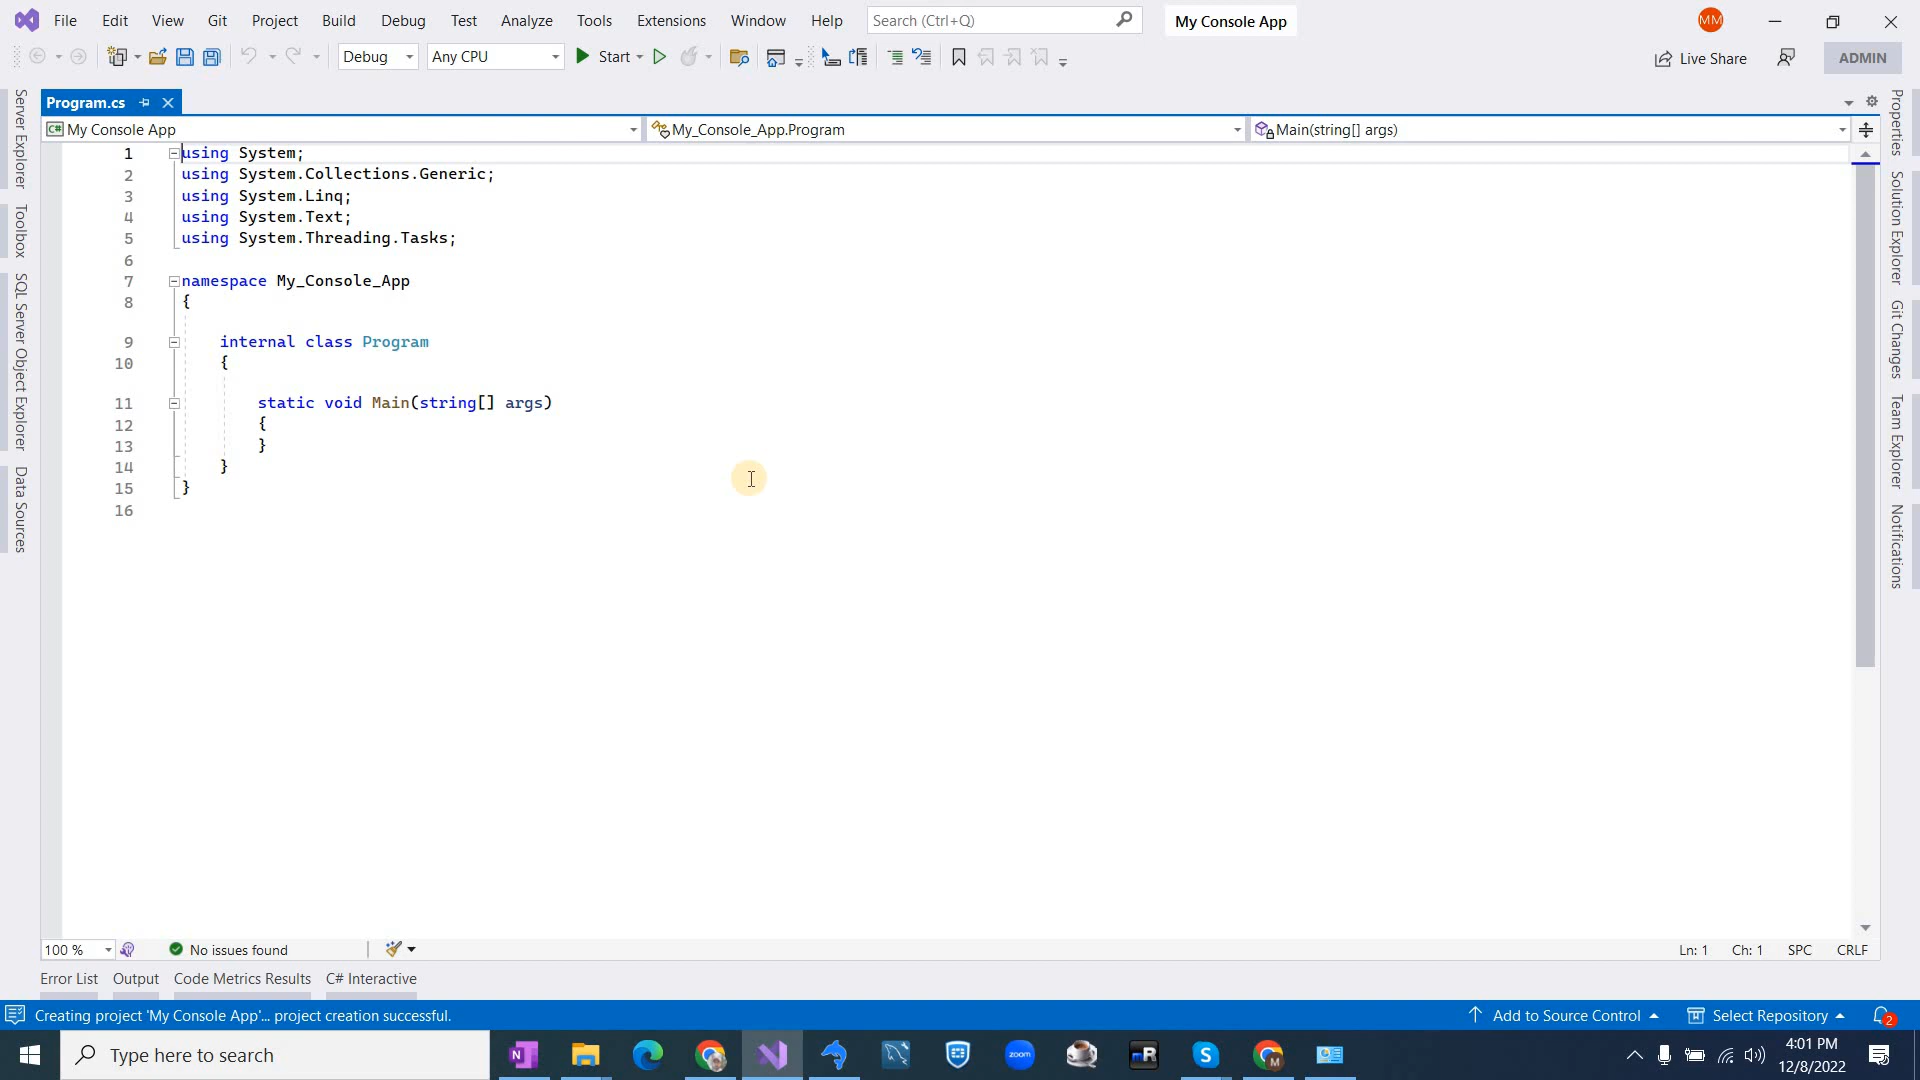 File Edit View Git Project Build Debug Test Analyze Tools Extensions Window Help Search (Ctrl+Q) My Console App MM
Debug Any CPU Start Live Share ADMIN
Program.cs
My Console App My_Console_App.Program Main(string[] args)
1 using System;
2 using System.Collections.Generic;
3 using System.Linq;
4 using System.Text;
5 using System.Threading.Tasks;
6
7 namespace My_Console_App
8 {
9 internal class Program
10 {
11 static void Main(string[] args)
12 {
13 }
14 }
15 }
16
Server Explorer
Toolbox
SQL Server Object Explorer
Data Sources
Properties
Solution Explorer
Git Changes
Team Explorer
Notifications
100 % No issues found Ln: 1 Ch: 1 SPC CRLF
Error List Output Code Metrics Results C# Interactive
Creating project 'My Console App'... project creation successful. Add to Source Control Select Repository 2
Type here to search N zoom R S M 4:01 PM
12/8/2022